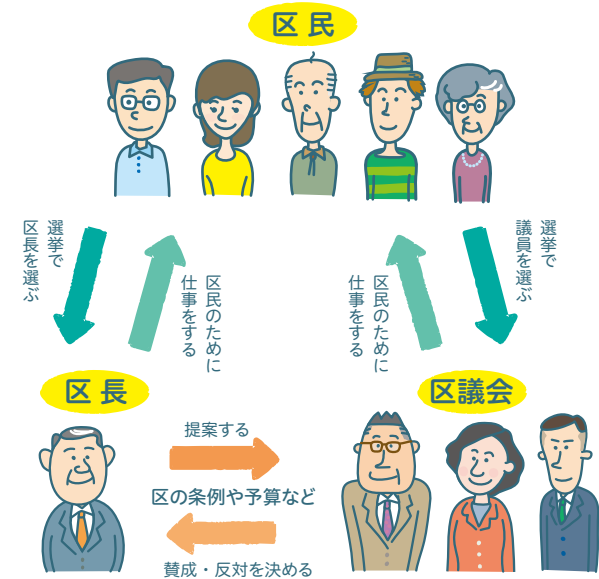 区民
選挙で
区長を選ぶ
区民のために
仕事をする
区民のために
仕事をする
選挙で
議員を選ぶ
区長
区議会
提案する
区の条例や予算など
賛成・反対を決める